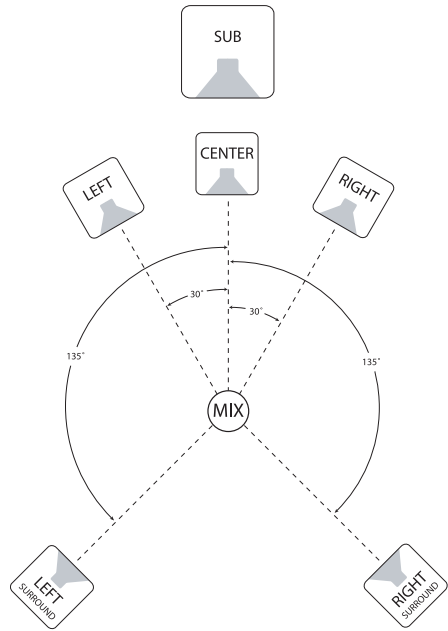 SUB
CENTER
LEFT
RIGHT
30°
30°
135°
135°
MIX
LEFT
SURROUND
RIGHT
SURROUND